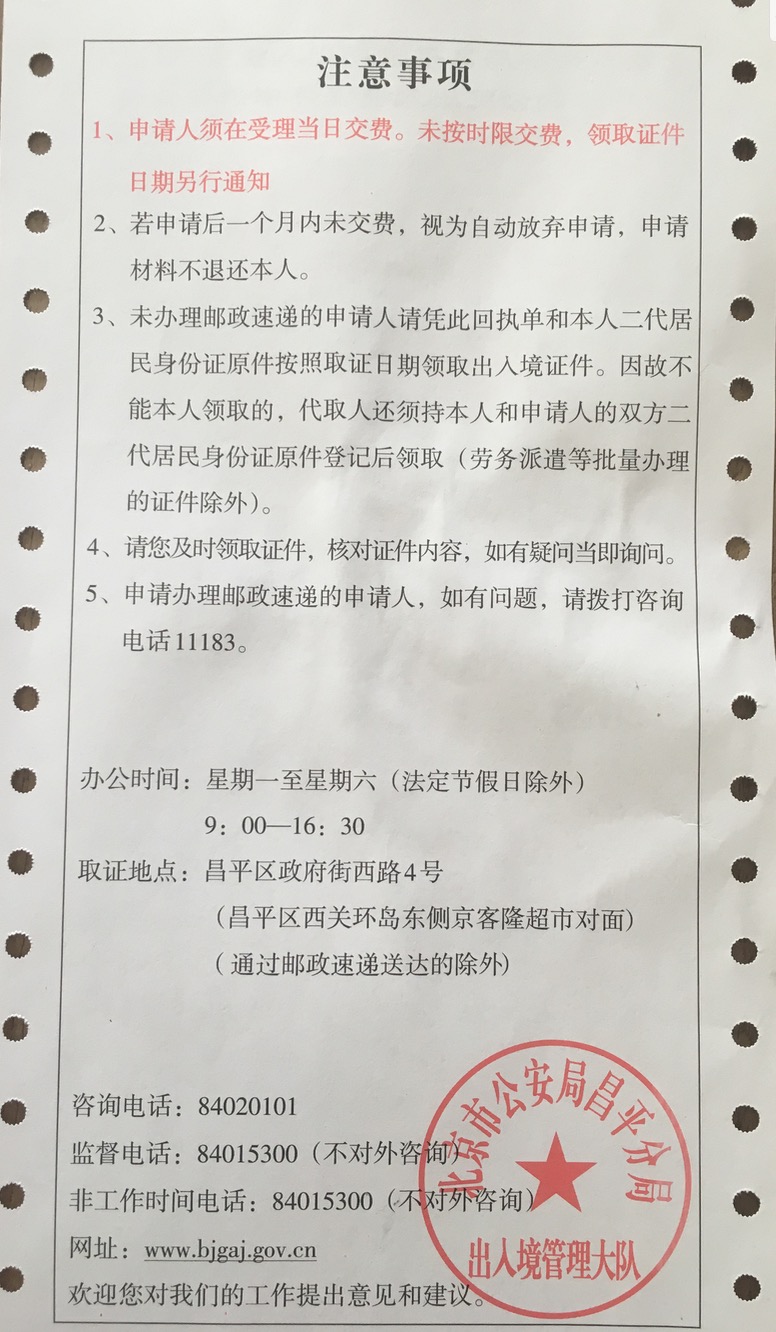 注意事项
1、申请人须在受理当日交费。未按时限交费，领取证件
日期另行通知
2、若申请后一个月内未交费，视为自动放弃申请，申请
材料不退还本人。
3、未办理邮政速递的申请人请凭此回执单和本人二代居
民身份证原件按照取证日期领取出入境证件。因故不
能本人领取的，代取人还须持本人和申请人的双方二
代居民身份证原件登记后领取（劳务派遣等批量办理
的证件除外）。
4、请您及时领取证件，核对证件内容，如有疑问当即询问。
5、申请办理邮政速递的申请人，如有问题，请拨打咨询
电话11183。
办公时间：星期一至星期六（法定节假日除外）
9：00—16：30
取证地点：昌平区政府街西路4号
（昌平区西关环岛东侧京客隆超市对面）
（通过邮政速递送达的除外）
咨询电话：84020101
监督电话：84015300（不对外咨询）
非工作时间电话：84015300（不对外咨询）
网址：www.bjgaj.gov.cn
欢迎您对我们的工作提出意见和建议。
北京市公安局昌平分局
出入境管理大队